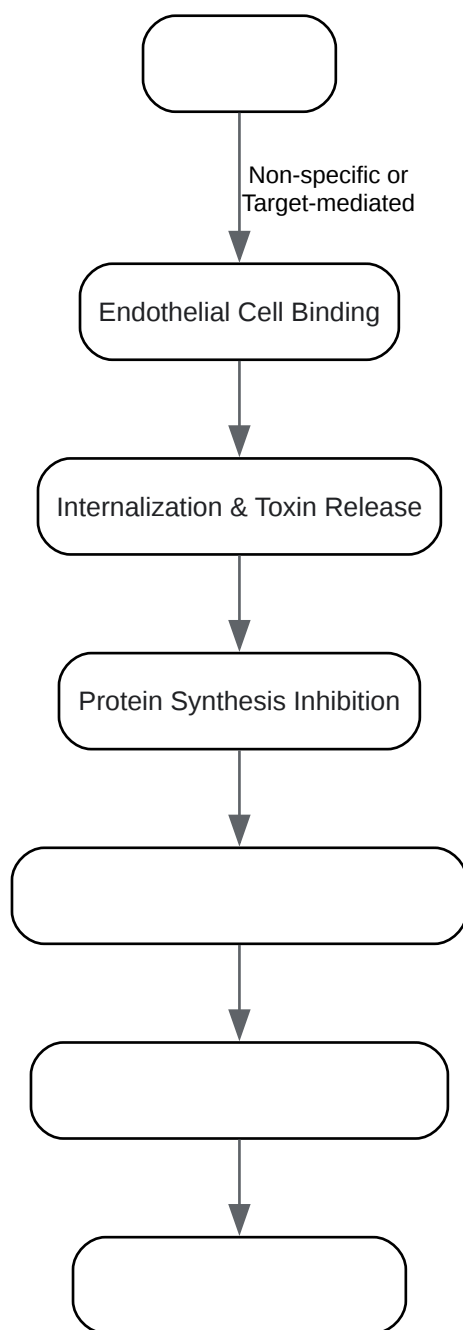 Non-specific or
Target-mediated
Endothelial Cell Binding
Internalization & Toxin Release
Protein Synthesis Inhibition